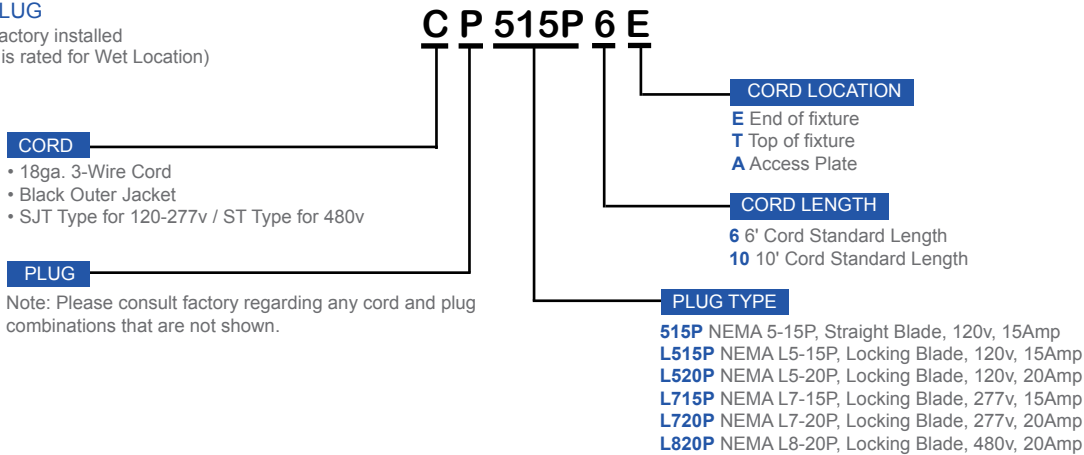 actory installed
is rated for Wet Location)
C P 515P 6 E
CORD
• 18ga. 3-Wire Cord
• Black Outer Jacket
• SJT Type for 120-277v / ST Type for 480v
PLUG
Note: Please consult factory regarding any cord and plug
combinations that are not shown.
CORD LOCATION
E End of fixture
T Top of fixture
A Access Plate
CORD LENGTH
6 6' Cord Standard Length
10 10' Cord Standard Length
PLUG TYPE
515P NEMA 5-15P, Straight Blade, 120v, 15Amp
L515P NEMA L5-15P, Locking Blade, 120v, 15Amp
L520P NEMA L5-20P, Locking Blade, 120v, 20Amp
L715P NEMA L7-15P, Locking Blade, 277v, 15Amp
L720P NEMA L7-20P, Locking Blade, 277v, 20Amp
L820P NEMA L8-20P, Locking Blade, 480v, 20Amp